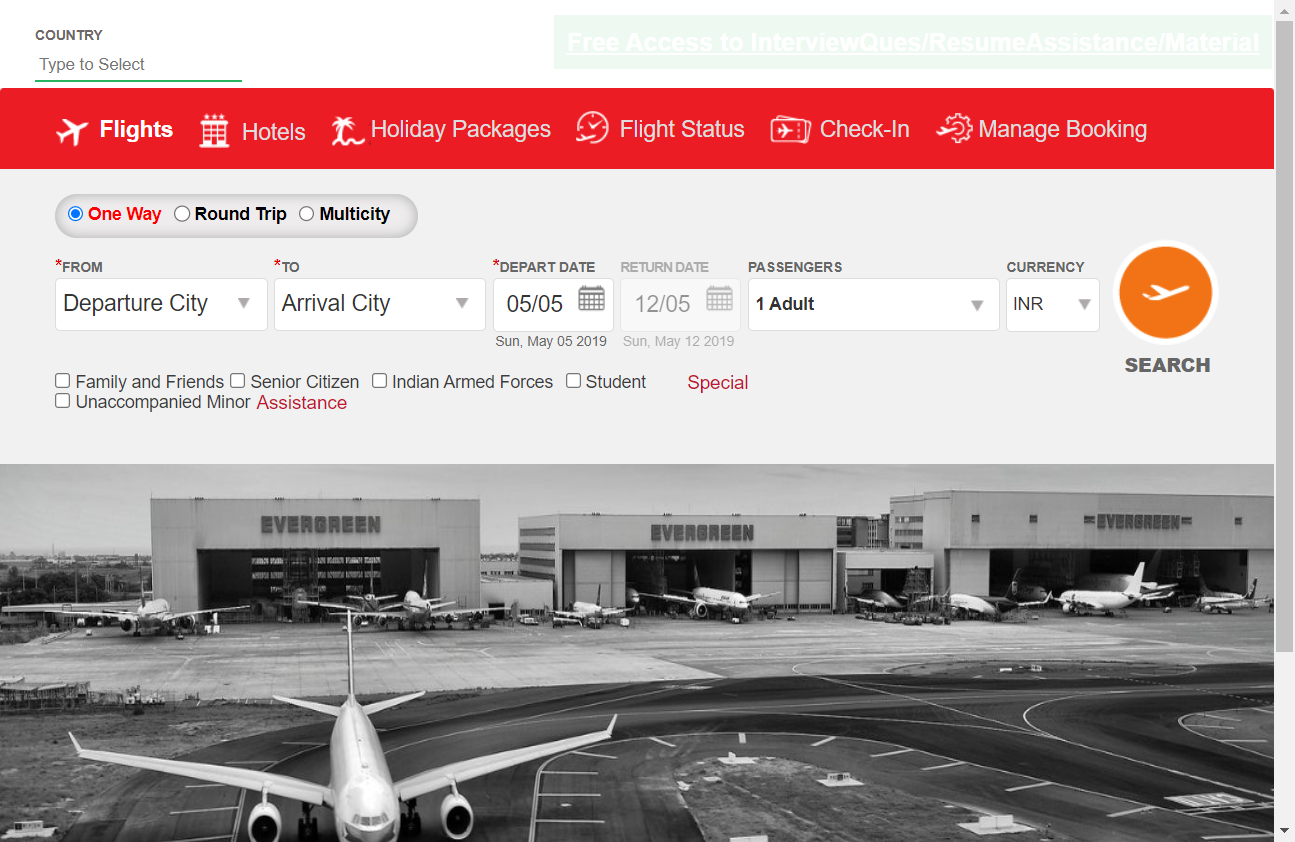 COUNTRY
Free Access to InterviewQues/ResumeAssistance/Material
Type to Select
Flights Hotels Holiday Packages Flight Status Check-In Manage Booking
One Way Round Trip Multicity
*FROM *TO *DEPART DATE RETURN DATE PASSENGERS CURRENCY
Departure City Arrival City 05/05 12/05 1 Adult INR
Sun, May 05 2019 Sun, May 12 2019
SEARCH
Family and Friends Senior Citizen Indian Armed Forces Student Special
Unaccompanied Minor Assistance
EVERGREEN EVERGREEN EVERGREEN